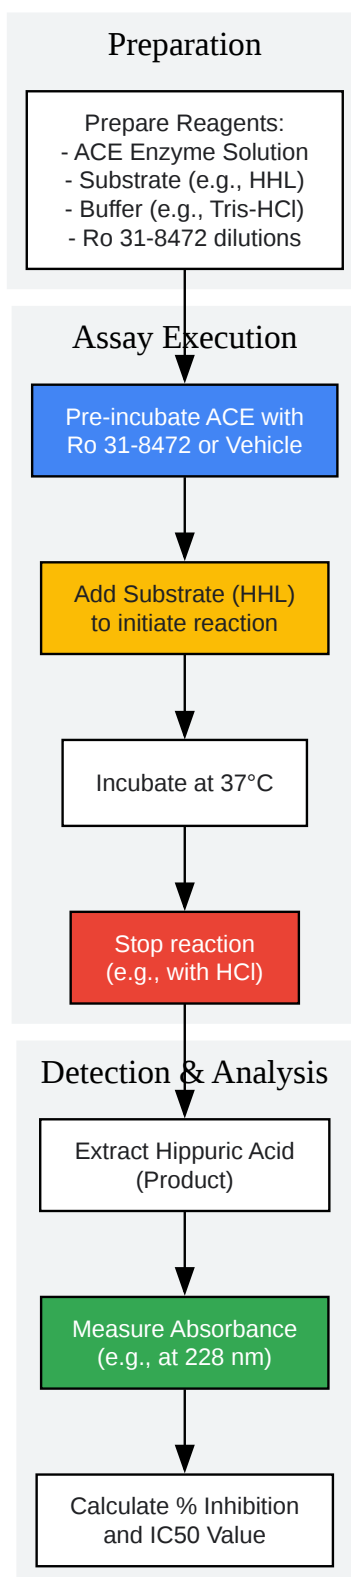 Preparation
Prepare Reagents:
- ACE Enzyme Solution
- Substrate (e.g., HHL)
- Buffer (e.g., Tris-HCl)
- Ro 31-8472 dilutions
Assay Execution
Pre-incubate ACE with
Ro 31-8472 or Vehicle
Add Substrate (HHL)
to initiate reaction
Incubate at 37°C
Stop reaction
(e.g., with HCl)
Detection & Analysis
Extract Hippuric Acid
(Product)
Measure Absorbance
(e.g., at 228 nm)
Calculate % Inhibition
and IC50 Value